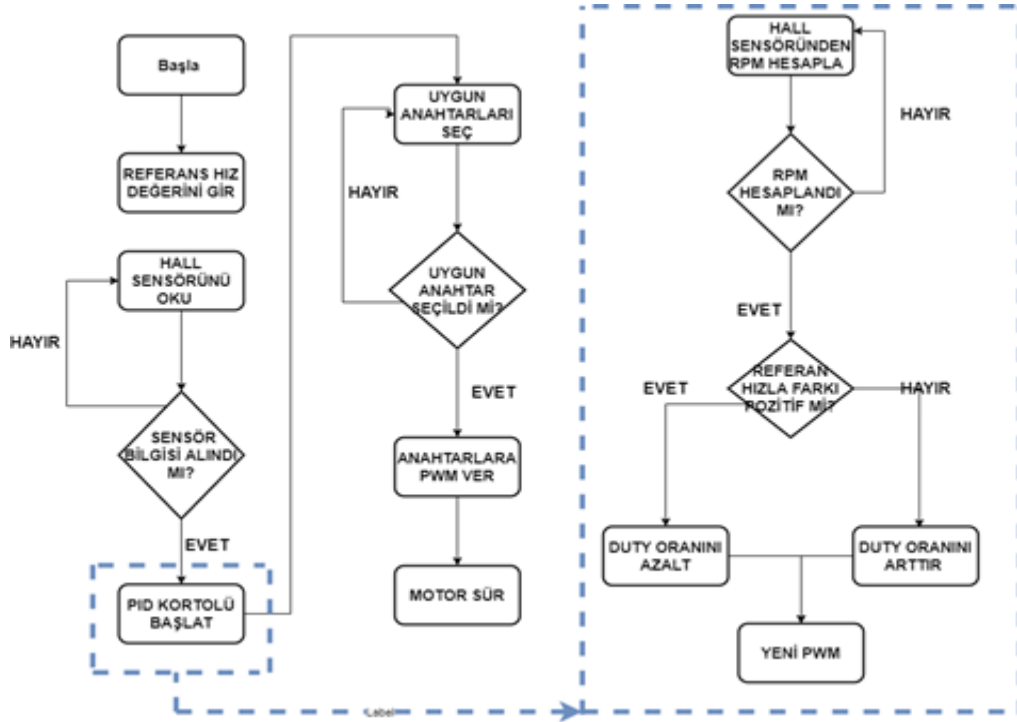 Başla
REFERANS HIZ
DEĞERİNİ GİR
HALL
SENSÖRÜNÜ
OKU
HAYIR
SENSÖR
BİLGİSİ ALINDI
MI?
EVET
PID KORTOLÜ
BAŞLAT
UYGUN
ANAHTARLARI
SEÇ
HAYIR
UYGUN
ANAHTAR
SEÇİLDİ Mİ?
EVET
ANAHTARLARA
PWM VER
MOTOR SÜR
HALL
SENSÖRÜNDEN
RPM HESAPLA
HAYIR
RPM
HESAPLANDI
MI?
EVET
REFERAN
HIZLA FARKI
POZİTİF Mİ?
EVET
HAYIR
DUTY ORANINI
AZALT
DUTY ORANINI
ARTTIR
YENİ PWM
Label